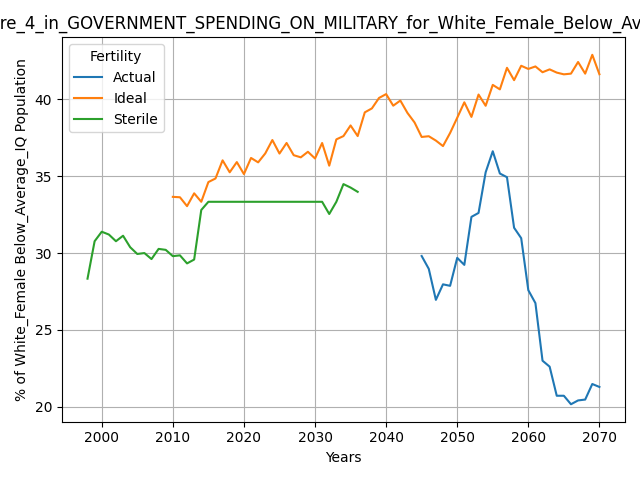 re_4_in_GOVERNMENT_SPENDING_ON_MILITARY_for_White_Female_Below_Av
Fertility
Actual
Ideal
Sterile
% of White_Female Below_Average_IQ Population
40
35
30
25
20
2000 2010 2020 2030 2040 2050 2060 2070
Years